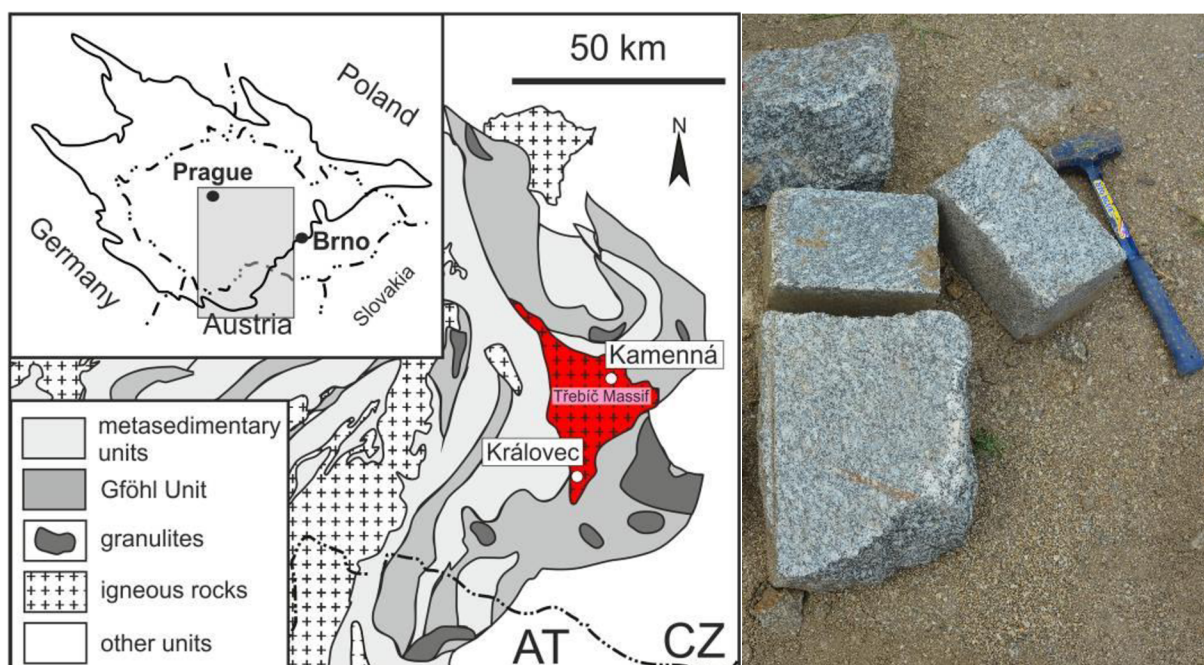 Poland
Prague
Brno
Germany
Slovakia
Austria
50 km
N
Kamenná
Třebíč Massif
Královec
metasedimentary
units
Gföhl Unit
granulites
igneous rocks
other units
AT
CZ